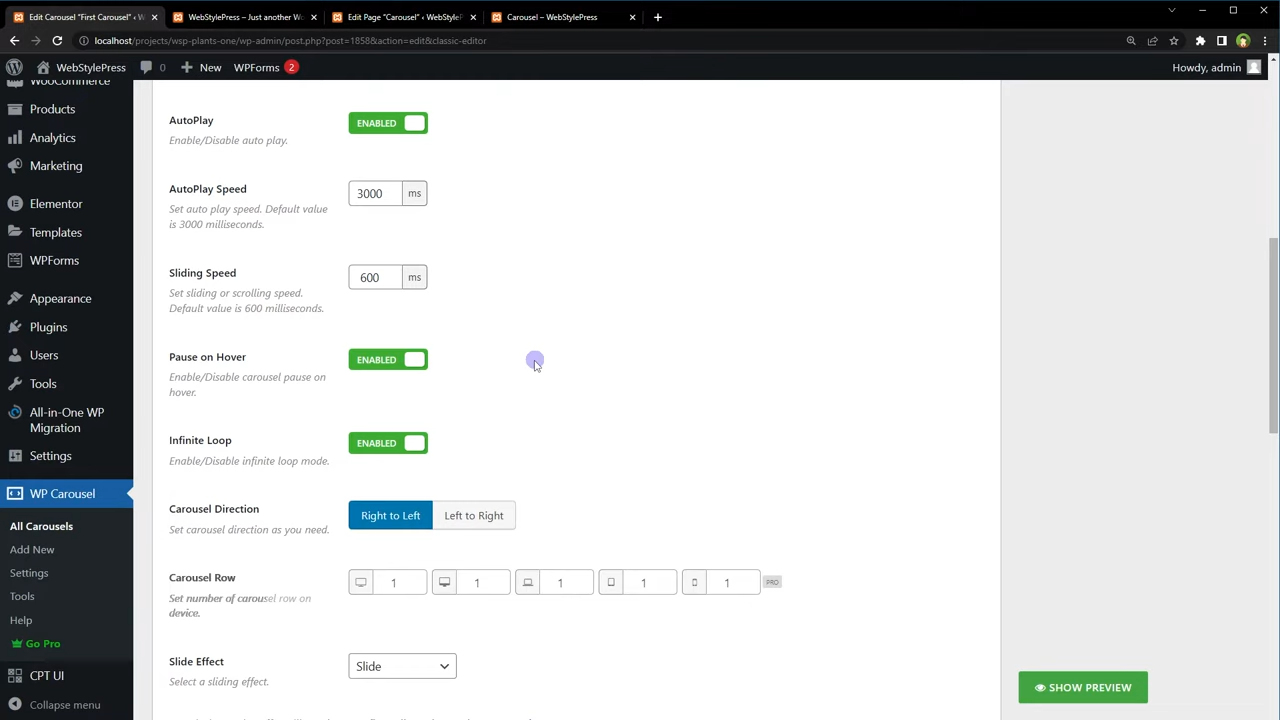 Edit Carousel "First Carousel" ‹ W
WebStylePress – Just another Wo
Edit Page "Carousel" ‹ WebStyleP
Carousel – WebStylePress
localhost/projects/wsp-plants-one/wp-admin/post.php?post=1858&action=edit&classic-editor
WebStylePress
0
New
WPForms
2
Howdy, admin
WooCommerce
Products
Analytics
Marketing
Elementor
Templates
WPForms
Appearance
Plugins
Users
Tools
All-in-One WP
Migration
Settings
WP Carousel
All Carousels
Add New
Settings
Tools
Help
Go Pro
CPT UI
Collapse menu
AutoPlay
Enable/Disable auto play.
ENABLED
AutoPlay Speed
Set auto play speed. Default value
is 3000 milliseconds.
3000 ms
Sliding Speed
Set sliding or scrolling speed.
Default value is 600 milliseconds.
600 ms
Pause on Hover
Enable/Disable carousel pause on
hover.
ENABLED
Infinite Loop
Enable/Disable infinite loop mode.
ENABLED
Carousel Direction
Set carousel direction as you need.
Right to Left
Left to Right
Carousel Row
Set number of carousel row on
device.
1 1 1 1 1 PRO
Slide Effect
Select a sliding effect.
Slide
SHOW PREVIEW